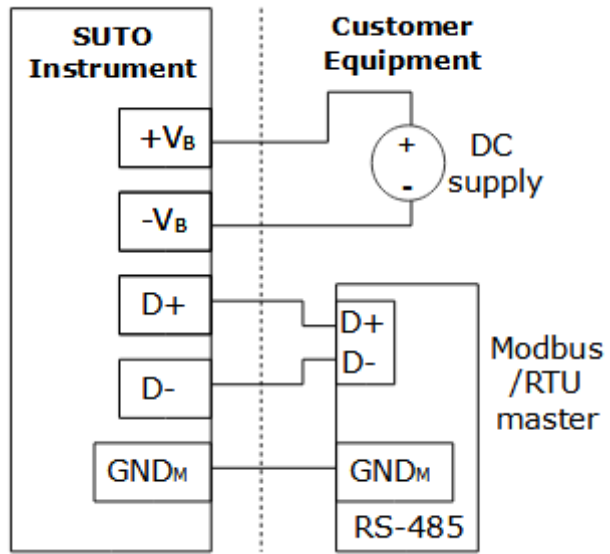 SUTO
Instrument
Customer
Equipment
+VB
-VB
D+
D-
GNDM
+
-
DC
supply
D+
D-
GNDM
RS-485
Modbus
/RTU
master